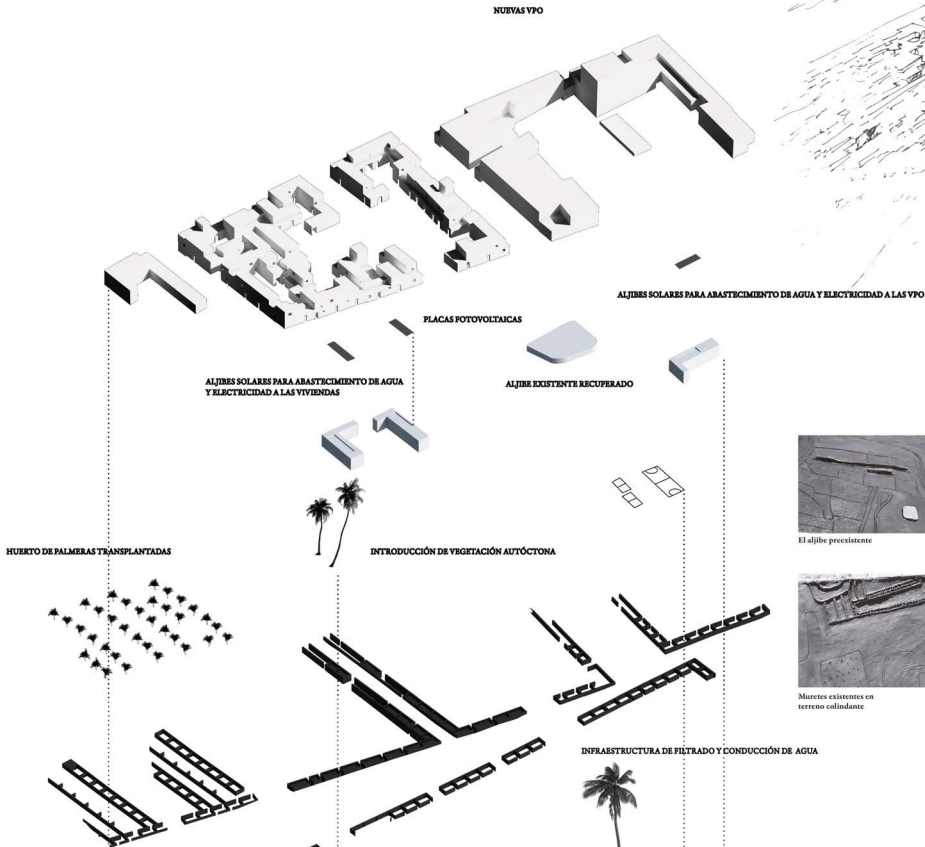 NUEVAS VPO
ALJIBES SOLARES PARA ABASTECIMIENTO DE AGUA Y ELECTRICIDAD A LAS VPO
PLACAS FOTOVOLTAICAS
ALJIBES SOLARES PARA ABASTECIMIENTO DE AGUA
Y ELECTRICIDAD A LAS VIVIENDAS
ALJIBE EXISTENTE RECUPERADO
El aljibe preexistente
HUERTO DE PALMERAS TRANSPLANTADAS
INTRODUCCIÓN DE VEGETACIÓN AUTÓCTONA
Muretes existentes en
terreno colindante
INFRAESTRUCTURA DE FILTRADO Y CONDUCCIÓN DE AGUA